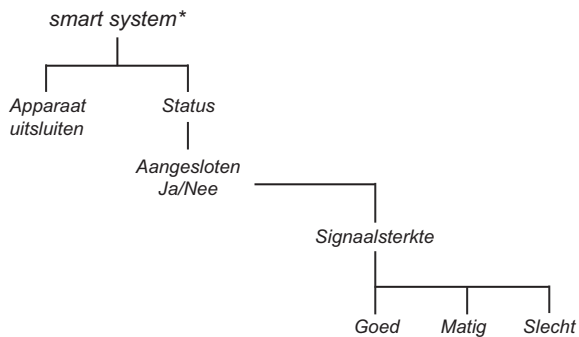 smart system*
Apparaat
uitsluiten
Status
Aangesloten
Ja/Nee
Signaalsterkte
Goed
Matig
Slecht